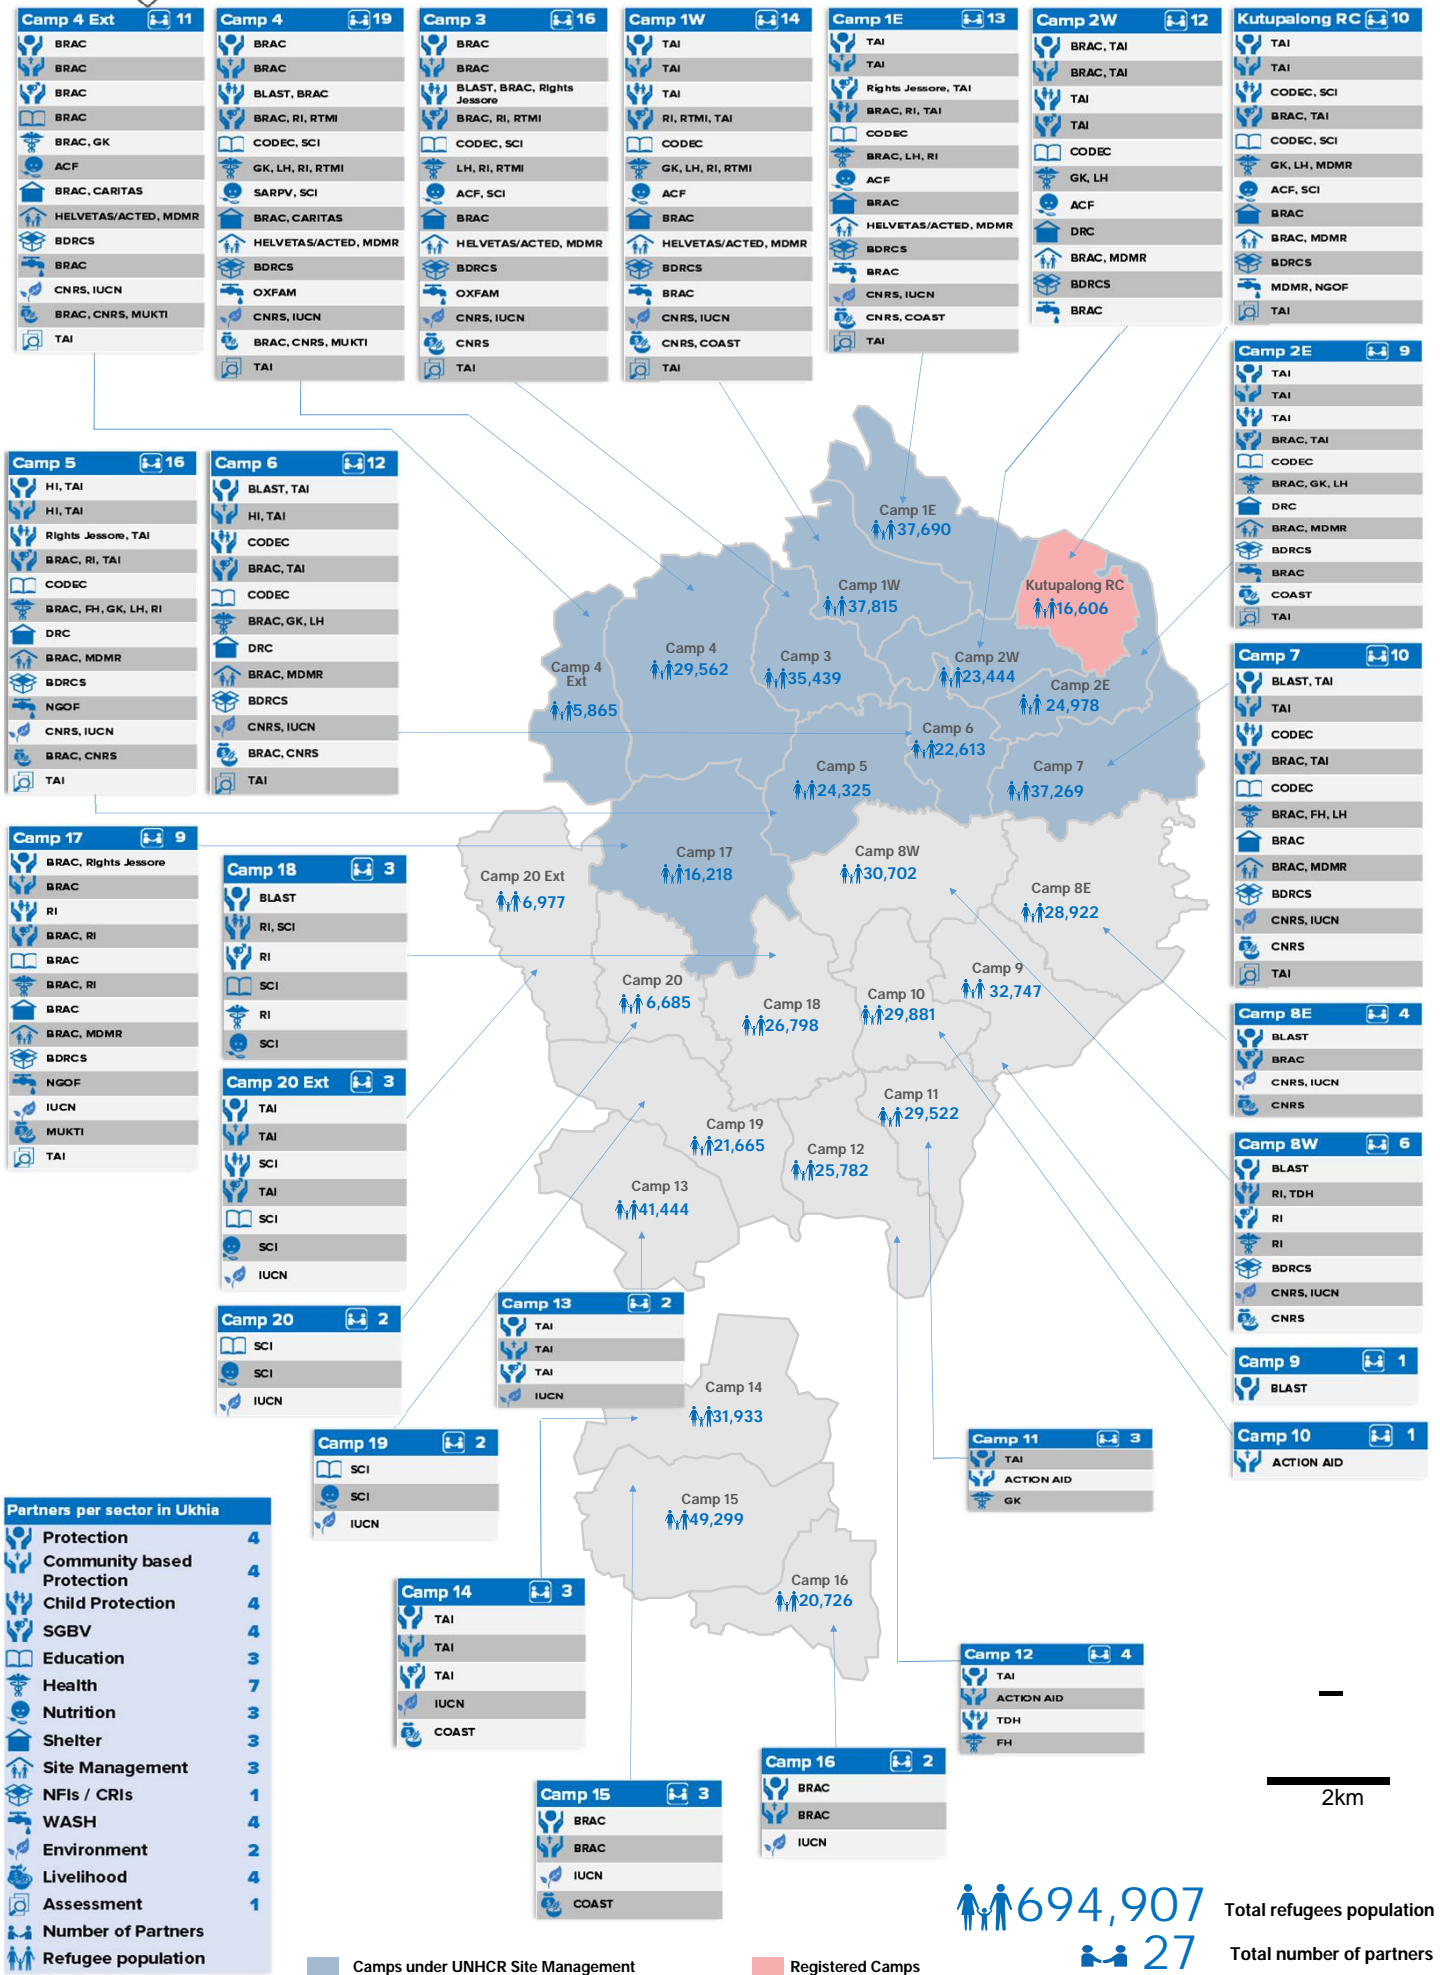 Camp 4 Ext 11
BRAC
BRAC
BRAC
BRAC
BRAC, GK
ACF
BRAC, CARITAS
HELVETAS/ACTED, MDMR
BDRCS
BRAC
CNRS, IUCN
BRAC, CNRS, MUKTI
TAI
Camp 4 19
BRAC
BRAC
BLAST, BRAC
BRAC, RI, RTMI
CODEC, SCI
GK, LH, RI, RTMI
SARPV, SCI
BRAC, CARITAS
HELVETAS/ACTED, MDMR
BDRCS
OXFAM
CNRS, IUCN
BRAC, CNRS, MUKTI
TAI
Camp 3 16
BRAC
BRAC
BLAST, BRAC, Rights
Jessore
BRAC, RI, RTMI
CODEC, SCI
LH, RI, RTMI
ACF, SCI
BRAC
HELVETAS/ACTED, MDMR
BDRCS
OXFAM
CNRS, IUCN
CNRS
TAI
Camp 1W 14
TAI
TAI
TAI
RI, RTMI, TAI
CODEC
GK, LH, RI, RTMI
ACF
BRAC
HELVETAS/ACTED, MDMR
BDRCS
BRAC
CNRS, IUCN
CNRS, COAST
TAI
Camp 1E 13
TAI
TAI
Rights Jessore, TAI
BRAC, RI, TAI
CODEC
BRAC, LH, RI
ACF
BRAC
HELVETAS/ACTED, MDMR
BDRCS
BRAC
CNRS, IUCN
CNRS, COAST
TAI
Camp 2W 12
BRAC, TAI
BRAC, TAI
TAI
TAI
CODEC
GK, LH
ACF
DRC
BRAC, MDMR
BDRCS
BRAC
Kutupalong RC 10
TAI
TAI
CODEC, SCI
BRAC, TAI
CODEC, SCI
GK, LH, MDMR
ACF, SCI
BRAC
BRAC, MDMR
BDRCS
MDMR, NGOF
TAI
Camp 2E 9
TAI
TAI
TAI
BRAC, TAI
CODEC
BRAC, GK, LH
DRC
BRAC, MDMR
BDRCS
BRAC
COAST
TAI
Camp 5 16
HI, TAI
HI, TAI
Rights Jessore, TAI
BRAC, RI, TAI
CODEC
BRAC, FH, GK, LH, RI
DRC
BRAC, MDMR
BDRCS
NGOF
CNRS, IUCN
BRAC, CNRS
TAI
Camp 6 12
BLAST, TAI
HI, TAI
CODEC
BRAC, TAI
CODEC
BRAC, GK, LH
DRC
BRAC, MDMR
BDRCS
CNRS, IUCN
BRAC, CNRS
TAI
Camp 1E
37,690
Camp 1W
37,815
Kutupalong RC
16,606
Camp 4
29,562
Camp 3
35,439
Camp 2W
23,444
Camp 4
Ext
5,865
Camp 2E
24,978
Camp 6
22,613
Camp 5
24,325
Camp 7
37,269
Camp 17
16,218
Camp 8W
30,702
Camp 20 Ext
6,977
Camp 8E
28,922
Camp 20
6,685
Camp 18
26,798
Camp 10
29,881
Camp 9
32,747
Camp 11
29,522
Camp 19
21,665
Camp 12
25,782
Camp 13
41,444
Camp 14
31,933
Camp 15
49,299
Camp 16
20,726
Camp 7 10
BLAST, TAI
TAI
CODEC
BRAC, TAI
CODEC
BRAC, FH, LH
BRAC
BRAC, MDMR
BDRCS
CNRS, IUCN
CNRS
TAI
Camp 17 9
BRAC, Rights Jessore
BRAC
RI
BRAC, RI
BRAC
BRAC, RI
BRAC
BRAC, MDMR
BDRCS
NGOF
IUCN
MUKTI
TAI
Camp 18 3
BLAST
RI, SCI
RI
SCI
RI
SCI
Camp 20 Ext 3
TAI
TAI
SCI
TAI
SCI
SCI
IUCN
Camp 20 2
SCI
SCI
IUCN
Camp 13 2
TAI
TAI
TAI
IUCN
Camp 19 2
SCI
SCI
IUCN
Camp 8E 4
BLAST
BRAC
CNRS, IUCN
CNRS
Camp 8W 6
BLAST
RI, TDH
RI
RI
BDRCS
CNRS, IUCN
CNRS
Camp 9 1
BLAST
Camp 10 1
ACTION AID
Camp 11 3
TAI
ACTION AID
GK
Camp 14 3
TAI
TAI
TAI
IUCN
COAST
Camp 12 4
TAI
ACTION AID
TDH
FH
Camp 16 2
BRAC
BRAC
IUCN
Camp 15 3
BRAC
BRAC
IUCN
COAST
Partners per sector in Ukhia
Protection 4
Community based
Protection 4
Child Protection 4
SGBV 4
Education 3
Health 7
Nutrition 3
Shelter 3
Site Management 3
NFIs / CRIs 1
WASH 4
Environment 2
Livelihood 4
Assessment 1
Number of Partners
Refugee population
2km
694,907 Total refugees population
27 Total number of partners
Camps under UNHCR Site Management
Registered Camps